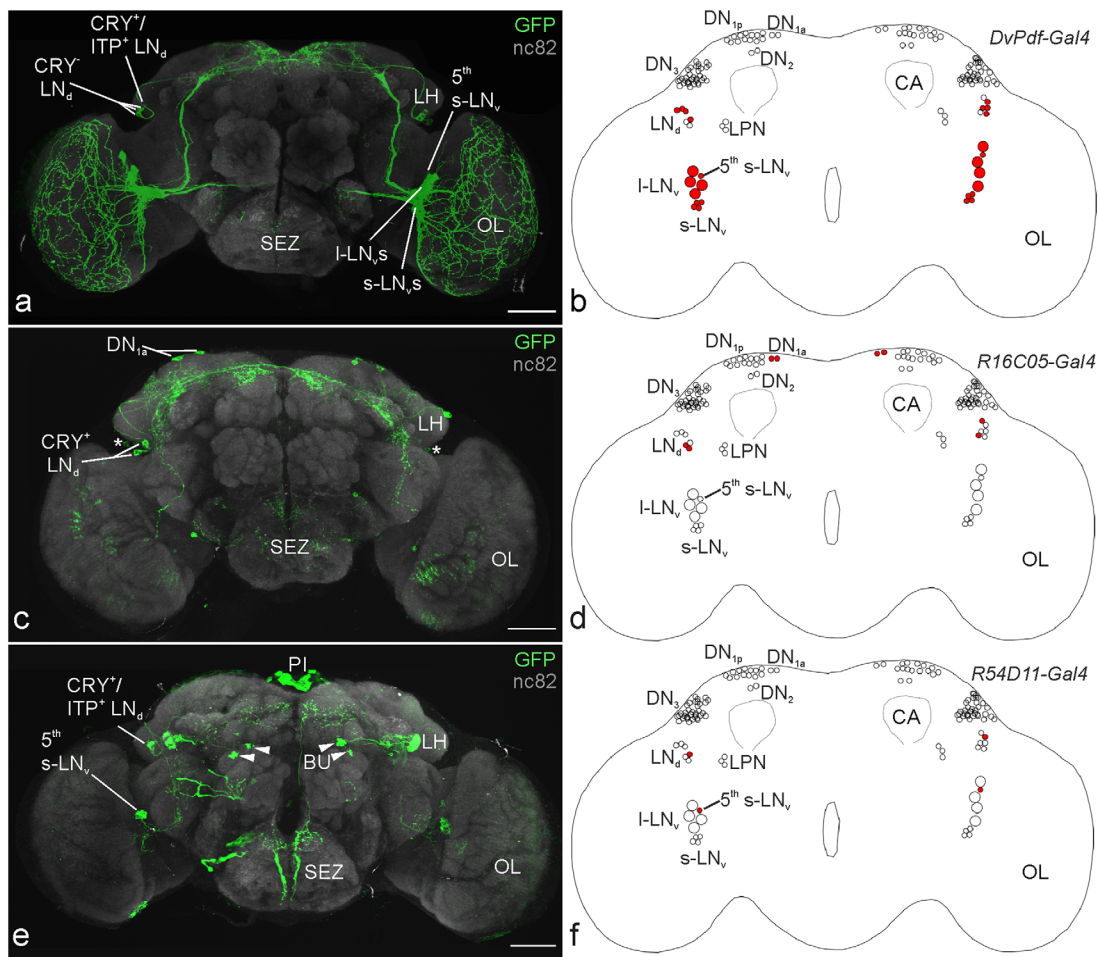 CRY⁺/
ITP⁺ LNd
CRY⁻
LNd
GFP
nc82
5th
s-LNv
LH
SEZ
OL
l-LNvs
s-LNvs
a
DN1p
DN1a
DvPdf-Gal4
DN3
DN2
CA
LNd
LPN
5th s-LNv
l-LNv
s-LNv
OL
b
GFP
nc82
DN1a
LH
*
*
CRY⁺
LNd
SEZ
OL
c
DN1p
DN1a
R16C05-Gal4
DN3
DN2
CA
LNd
LPN
5th s-LNv
l-LNv
s-LNv
OL
d
PI
GFP
nc82
CRY⁺/
ITP⁺ LNd
5th
s-LNv
LH
BU
SEZ
OL
e
DN1p
DN1a
R54D11-Gal4
DN3
DN2
CA
LNd
LPN
5th s-LNv
l-LNv
s-LNv
OL
f